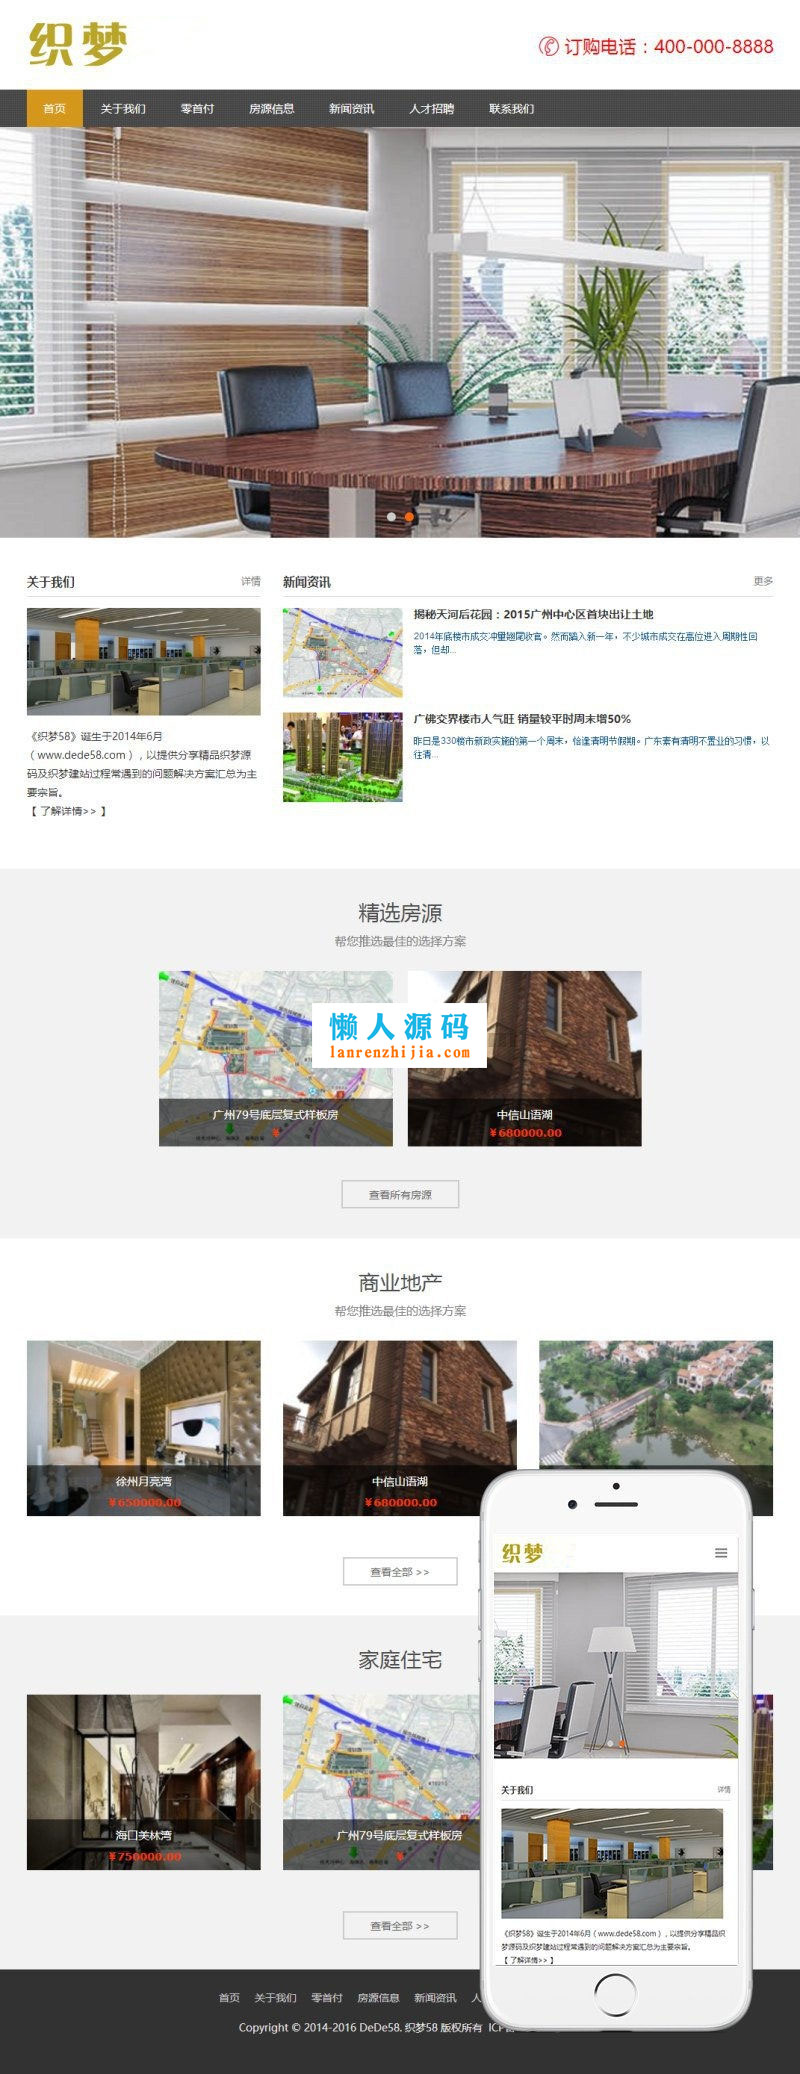 织梦
订购电话：400-000-8888
首页 关于我们 零首付 房源信息 新闻资讯 人才招聘 联系我们
关于我们 详情
《织梦58》诞生于2014年6月
（www.dede58.com），以提供分享精品织梦源
码及织梦建站过程常遇到的问题解决方案汇总为主
要宗旨。
【 了解详情>> 】
新闻资讯 更多
揭秘天河后花园：2015广州中心区首块出让土地
2014年底楼市成交冲量翘尾收官。然而踏入新一年，不少城市成交在高位进入周期性回
落，但却...
广佛交界楼市人气旺 销量较平时周末增50%
昨日是330楼市新政实施的第一个周末，恰逢清明节假期。广东素有清明不置业的习惯，以
往清...
精选房源
帮您推选最佳的选择方案
懒人源码
lanrenzhijia.com
广州79号底层复式样板房
¥
中信山语湖
¥680000.00
查看所有房源
商业地产
帮您推选最佳的选择方案
徐州月亮湾
¥650000.00
中信山语湖
¥680000.00
查看全部 >>
家庭住宅
海口美林湾
¥750000.00
广州79号底层复式样板房
¥
查看全部 >>
织梦
关于我们 详情
《织梦58》诞生于2014年6月（www.dede58.com），以提供分享精品织
梦源码及织梦建站过程常遇到的问题解决方案汇总为主要宗旨。
【 了解详情>> 】
首页 关于我们 零首付 房源信息 新闻资讯 人
Copyright © 2014-2016 DeDe58. 织梦58 版权所有 ICP